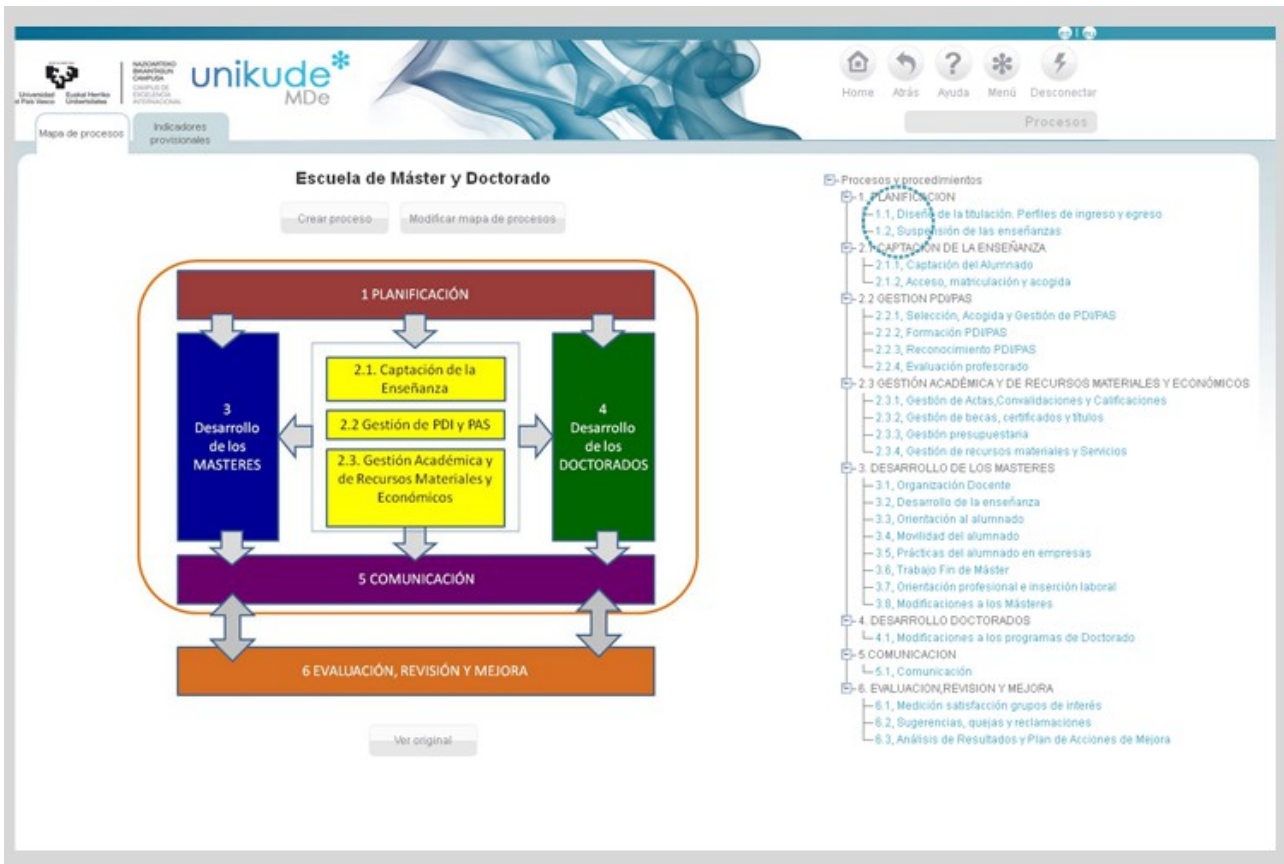 es | eu
Universidad
del País Vasco
Euskal Herriko
Unibertsitatea
NAZIOARTEKO
BIKAINTASUN
CAMPUSA
CAMPUS DE
EXCELENCIA
INTERNACIONAL
unikude
MDe
Home
Atrás
Ayuda
Menú
Desconectar
Procesos
Mapa de procesos
Indicadores
provisionales
Escuela de Máster y Doctorado
Crear proceso
Modificar mapa de procesos
1 PLANIFICACIÓN
2.1. Captación de la
Enseñanza
2.2 Gestión de PDI y PAS
2.3. Gestión Académica y
de Recursos Materiales y
Económicos
3
Desarrollo
de los
MASTERES
4
Desarrollo
de los
DOCTORADOS
5 COMUNICACIÓN
6 EVALUACIÓN, REVISIÓN Y MEJORA
Ver original
Procesos y procedimientos
1. PLANIFICACION
1.1, Diseño de la titulación. Perfiles de ingreso y egreso
1.2, Suspensión de las enseñanzas
2.1 CAPTACIÓN DE LA ENSEÑANZA
2.1.1, Captación del Alumnado
2.1.2, Acceso, matriculación y acogida
2.2 GESTION PDI/PAS
2.2.1, Selección, Acogida y Gestión de PDI/PAS
2.2.2, Formación PDI/PAS
2.2.3, Reconocimiento PDI/PAS
2.2.4, Evaluación profesorado
2.3 GESTIÓN ACADÉMICA Y DE RECURSOS MATERIALES Y ECONÓMICOS
2.3.1, Gestión de Actas,Convalidaciones y Calificaciones
2.3.2, Gestión de becas, certificados y títulos
2.3.3, Gestión presupuestaria
2.3.4, Gestión de recursos materiales y Servicios
3. DESARROLLO DE LOS MASTERES
3.1, Organización Docente
3.2, Desarrollo de la enseñanza
3.3, Orientación al alumnado
3.4, Movilidad del alumnado
3.5, Prácticas del alumnado en empresas
3.6, Trabajo Fin de Máster
3.7, Orientación profesional e inserción laboral
3.8, Modificaciones a los Másteres
4. DESARROLLO DOCTORADOS
4.1, Modificaciones a los programas de Doctorado
5 COMUNICACION
5.1, Comunicación
6. EVALUACION,REVISION Y MEJORA
6.1, Medición satisfacción grupos de interés
6.2, Sugerencias, quejas y reclamaciones
6.3, Análisis de Resultados y Plan de Acciones de Mejora